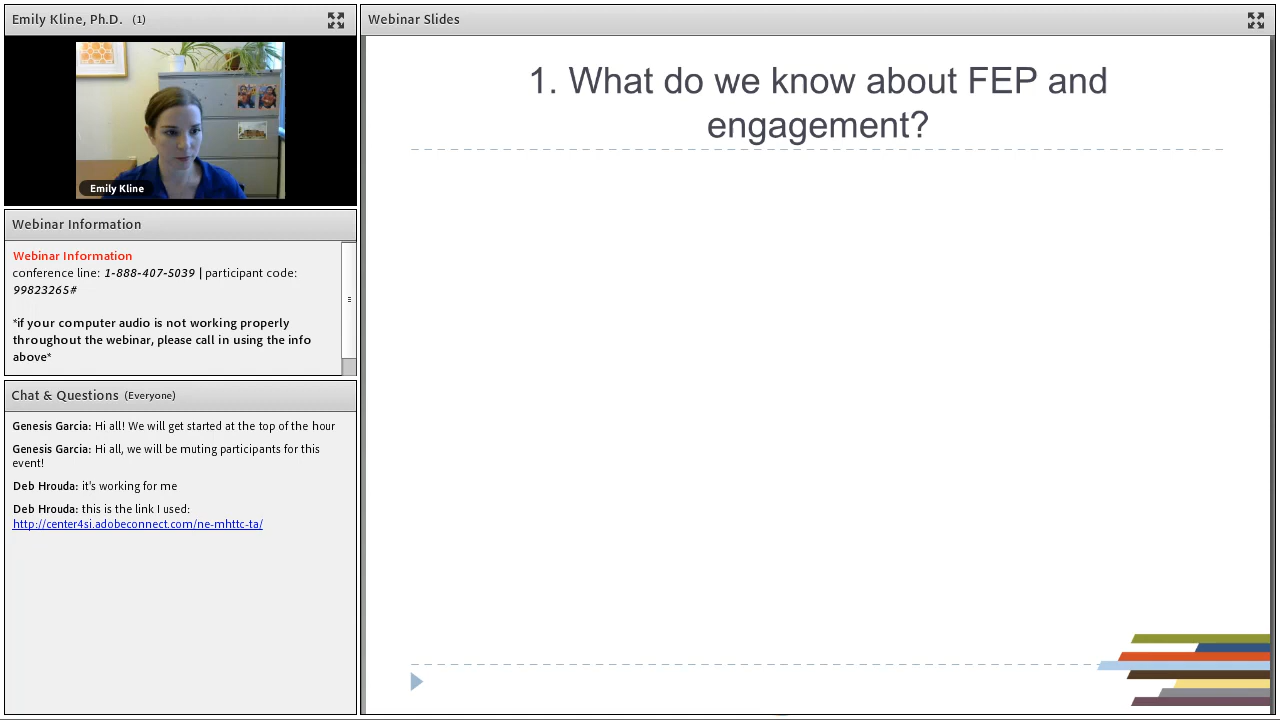 Emily Kline, Ph.D. (1)
Emily Kline
Webinar Information
Webinar Information
conference line: 1-888-407-5039 | participant code:
99823265#
*if your computer audio is not working properly
throughout the webinar, please call in using the info
above*
Chat & Questions (Everyone)
Genesis Garcia: Hi all! We will get started at the top of the hour
Genesis Garcia: Hi all, we will be muting participants for this
event!
Deb Hrouda: it's working for me
Deb Hrouda: this is the link I used:
http://center4si.adobeconnect.com/ne-mhttc-ta/
Webinar Slides
1. What do we know about FEP and
engagement?